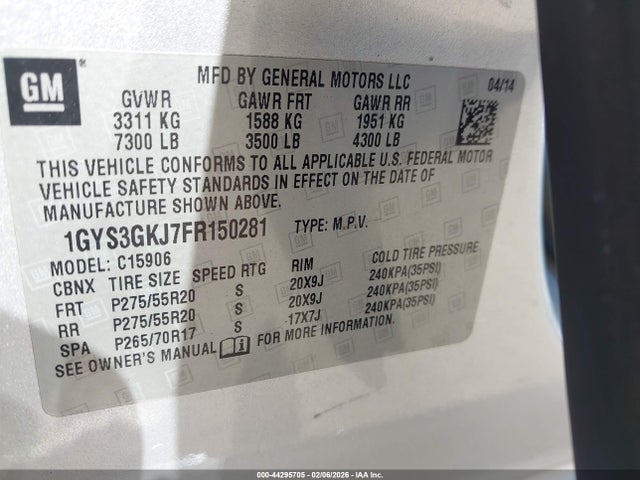 GM
MFD BY GENERAL MOTORS LLC 04/14
GVWR GAWR FRT GAWR RR
3311 KG 1588 KG 1951 KG
7300 LB 3500 LB 4300 LB
THIS VEHICLE CONFORMS TO ALL APPLICABLE U.S. FEDERAL MOTOR
VEHICLE SAFETY STANDARDS IN EFFECT ON THE DATE OF
MANUFACTURE SHOWN ABOVE.
1GYS3GKJ7FR150281 TYPE: M.P.V.
MODEL: C15906
CBNX TIRE SIZE SPEED RTG RIM COLD TIRE PRESSURE
FRT P275/55R20 S 20X9J 240KPA(35PSI)
RR P275/55R20 S 20X9J 240KPA(35PSI)
SPA P265/70R17 S 17X7J 240KPA(35PSI)
SEE OWNER'S MANUAL FOR MORE INFORMATION.
000-44295705 - 02/06/2026 - IAAI Inc.